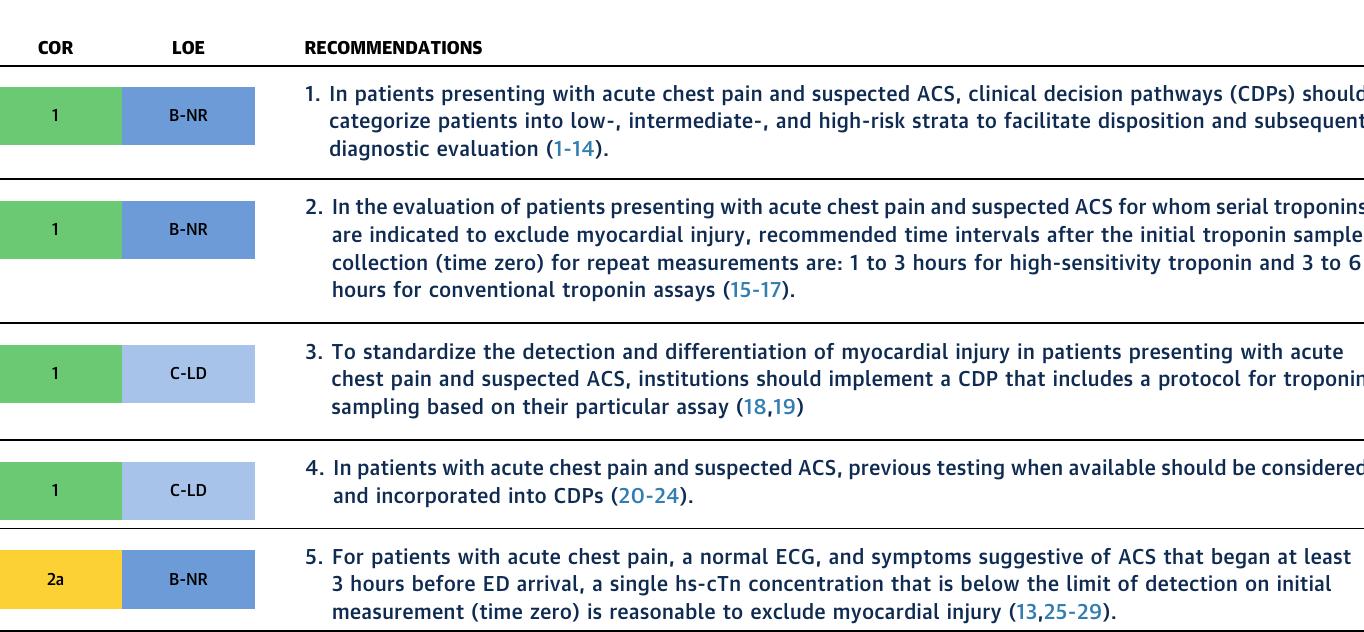 COR LOE RECOMMENDATIONS
1 B-NR 1. In patients presenting with acute chest pain and suspected ACS, clinical decision pathways (CDPs) should
categorize patients into low-, intermediate-, and high-risk strata to facilitate disposition and subsequent
diagnostic evaluation (1-14).
1 B-NR 2. In the evaluation of patients presenting with acute chest pain and suspected ACS for whom serial troponins
are indicated to exclude myocardial injury, recommended time intervals after the initial troponin sample
collection (time zero) for repeat measurements are: 1 to 3 hours for high-sensitivity troponin and 3 to 6
hours for conventional troponin assays (15-17).
1 C-LD 3. To standardize the detection and differentiation of myocardial injury in patients presenting with acute
chest pain and suspected ACS, institutions should implement a CDP that includes a protocol for troponin
sampling based on their particular assay (18,19)
1 C-LD 4. In patients with acute chest pain and suspected ACS, previous testing when available should be considered
and incorporated into CDPs (20-24).
2a B-NR 5. For patients with acute chest pain, a normal ECG, and symptoms suggestive of ACS that began at least
3 hours before ED arrival, a single hs-cTn concentration that is below the limit of detection on initial
measurement (time zero) is reasonable to exclude myocardial injury (13,25-29).